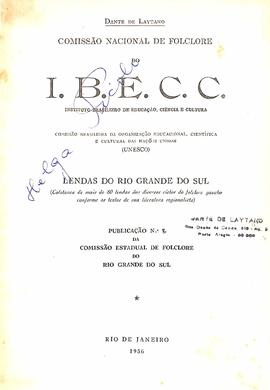 DANTE DE LAYTANO
COMISSÃO NACIONAL DE FOLCLORE
DO
I. B. E. C. C.
INSTITUTO BRASILEIRO DE EDUCAÇÃO, CIÊNCIA E CULTURA
COMISSÃO BRASILEIRA DA ORGANIZAÇÃO EDUCACIONAL, CIENTÍFICA
E CULTURAL DAS NAÇÕES UNIDAS
(UNESCO)
Helga
LENDAS DO RIO GRANDE DO SUL
(Coletânea de mais de 80 lendas dos diversos ciclos do folclore gaúcho
conforme os textos de sua literatura regionalista)
DANTE DE LAYTANO
Porto Alegre
PUBLICAÇÃO N.º
DA
COMISSÃO ESTADUAL DE FOLCLORE
DO
RIO GRANDE DO SUL
*
RIO DE JANEIRO
1956